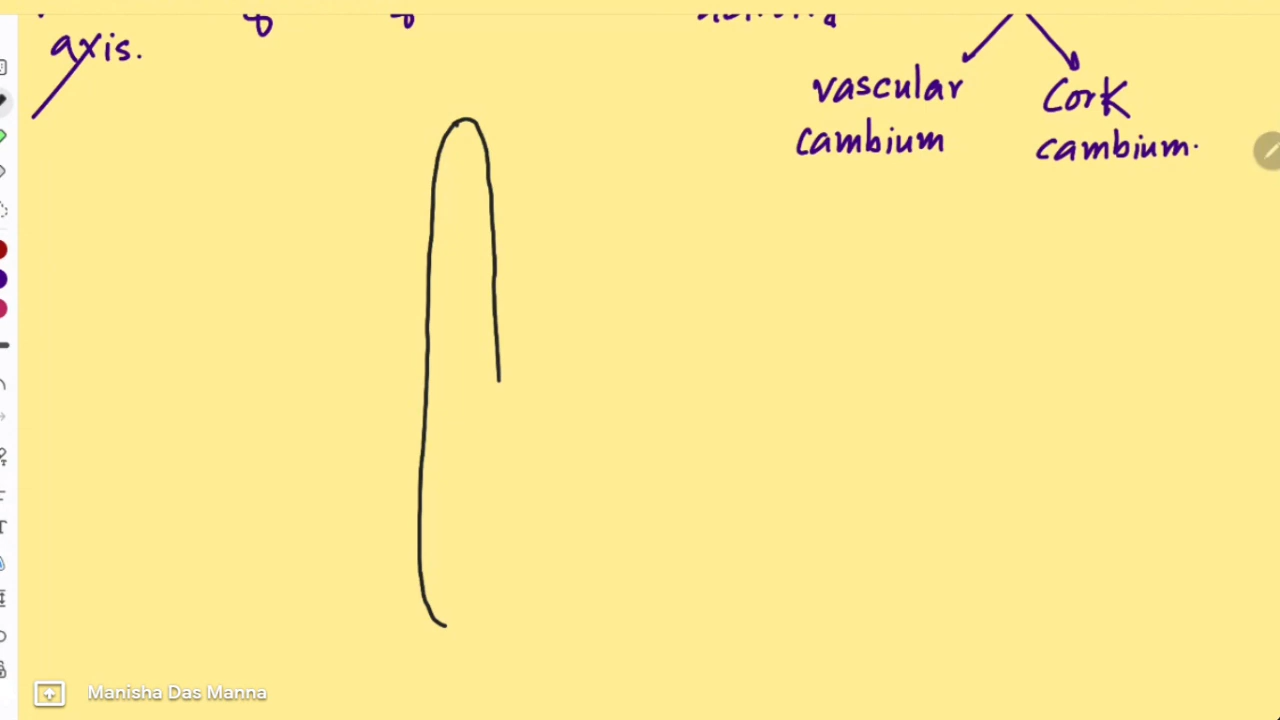 axis.
vascular
cambium
Cork
cambium.
Manisha Das Manna